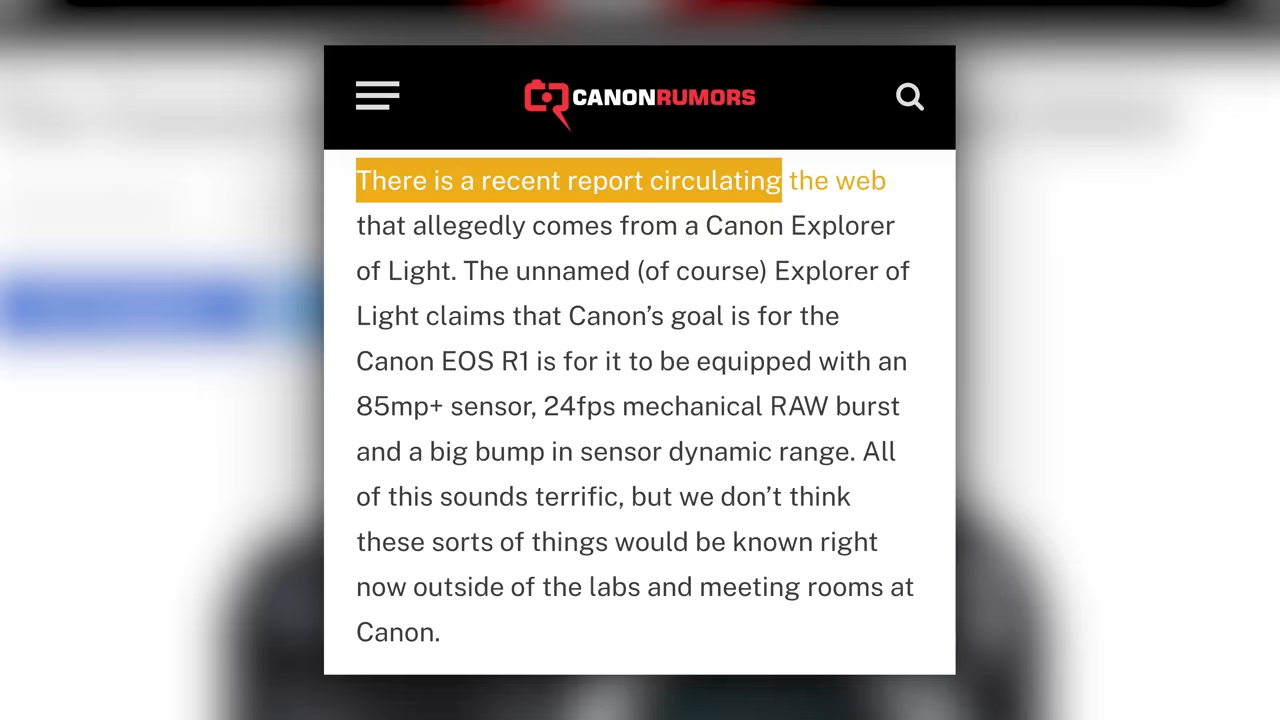 CANONRUMORS
There is a recent report circulating the web
that allegedly comes from a Canon Explorer
of Light. The unnamed (of course) Explorer of
Light claims that Canon’s goal is for the
Canon EOS R1 is for it to be equipped with an
85mp+ sensor, 24fps mechanical RAW burst
and a big bump in sensor dynamic range. All
of this sounds terrific, but we don’t think
these sorts of things would be known right
now outside of the labs and meeting rooms at
Canon.